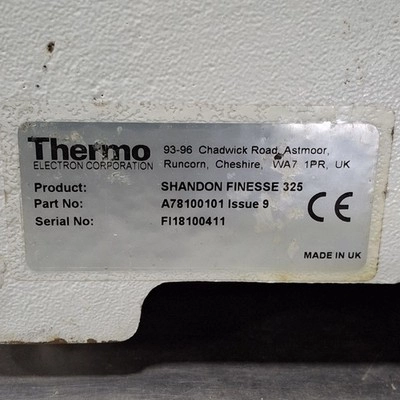 Thermo
ELECTRON CORPORATION
93-96 Chadwick Road, Astmoor,
Runcorn, Cheshire, WA7 1PR, UK
Product: SHANDON FINESSE 325
Part No: A78100101 Issue 9
Serial No: FI18100411
CE
MADE IN UK